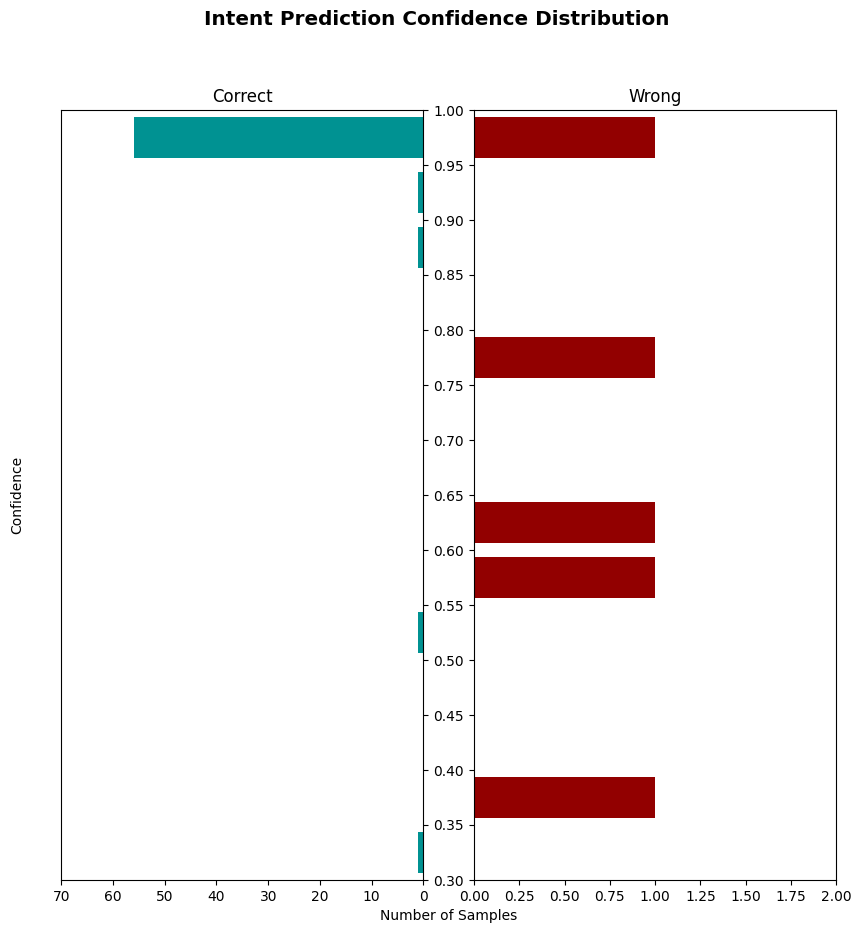 Intent Prediction Confidence Distribution
Correct
Wrong
Confidence
1.00
0.95
0.90
0.85
0.80
0.75
0.70
0.65
0.60
0.55
0.50
0.45
0.40
0.35
0.30
70 60 50 40 30 20 10 0
0.00 0.25 0.50 0.75 1.00 1.25 1.50 1.75 2.00
Number of Samples